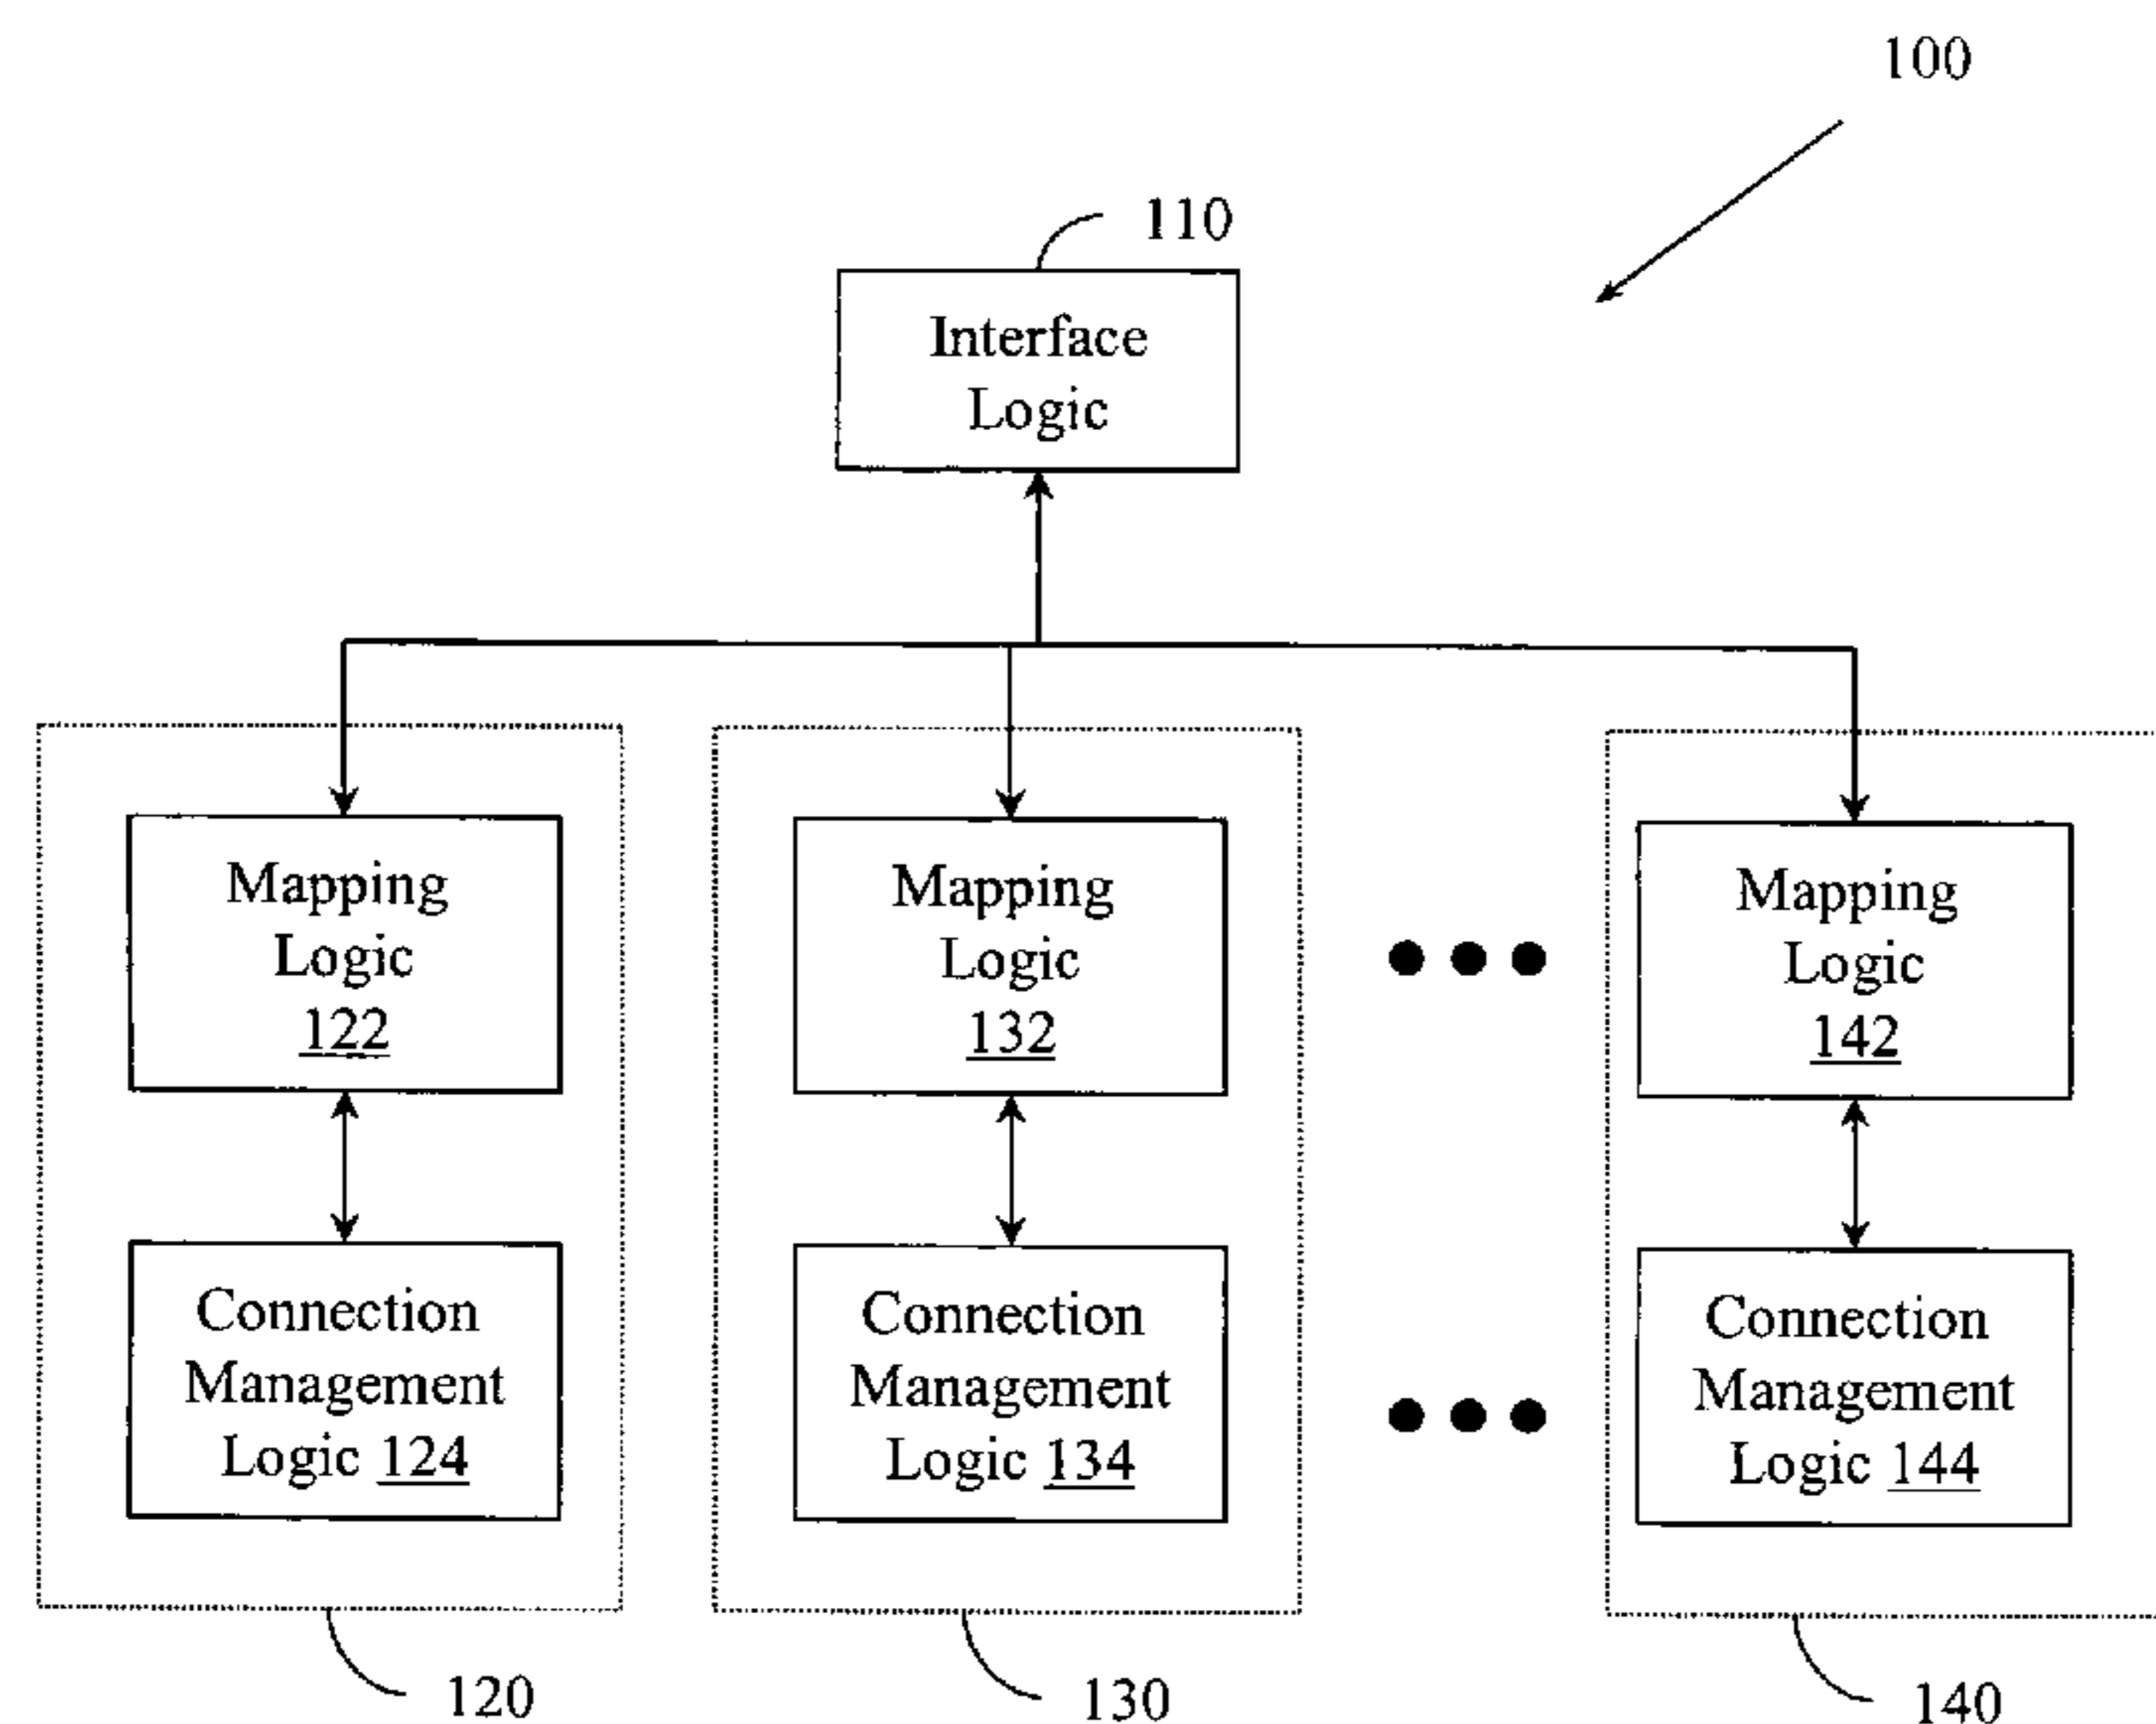 100
110
Interface
Logic
Mapping
Logic
122
Mapping
Logic
132
Mapping
Logic
142
Connection
Management
Logic 124
Connection
Management
Logic 134
Connection
Management
Logic 144
120
130
140